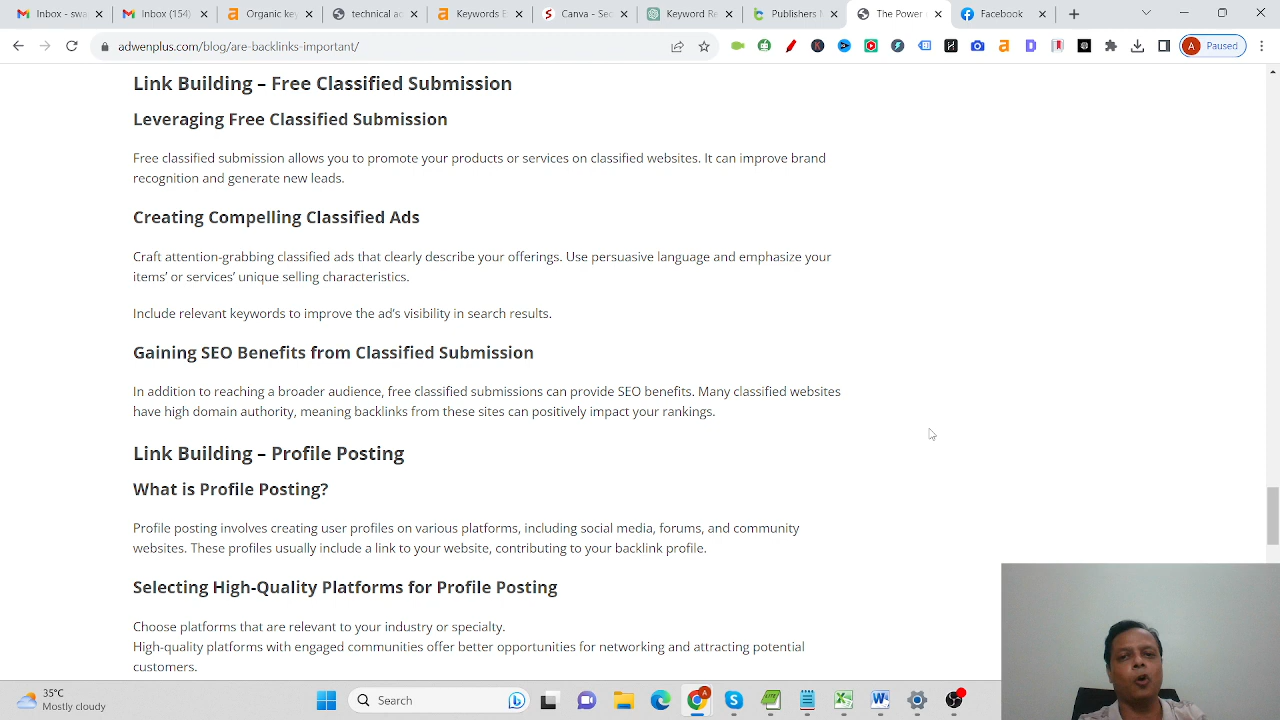 Inbox - swa
Inbox (154)
Organic key
technical ac
Keywords E
Canva - Sec
Keyword Re
Publishers M
The Power
Facebook
adwenplus.com/blog/are-backlinks-important/
A Paused
Link Building – Free Classified Submission
Leveraging Free Classified Submission
Free classified submission allows you to promote your products or services on classified websites. It can improve brand
recognition and generate new leads.
Creating Compelling Classified Ads
Craft attention-grabbing classified ads that clearly describe your offerings. Use persuasive language and emphasize your
items’ or services’ unique selling characteristics.
Include relevant keywords to improve the ad’s visibility in search results.
Gaining SEO Benefits from Classified Submission
In addition to reaching a broader audience, free classified submissions can provide SEO benefits. Many classified websites
have high domain authority, meaning backlinks from these sites can positively impact your rankings.
Link Building – Profile Posting
What is Profile Posting?
Profile posting involves creating user profiles on various platforms, including social media, forums, and community
websites. These profiles usually include a link to your website, contributing to your backlink profile.
Selecting High-Quality Platforms for Profile Posting
Choose platforms that are relevant to your industry or specialty.
High-quality platforms with engaged communities offer better opportunities for networking and attracting potential
customers.
35°C
Mostly cloudy
Search